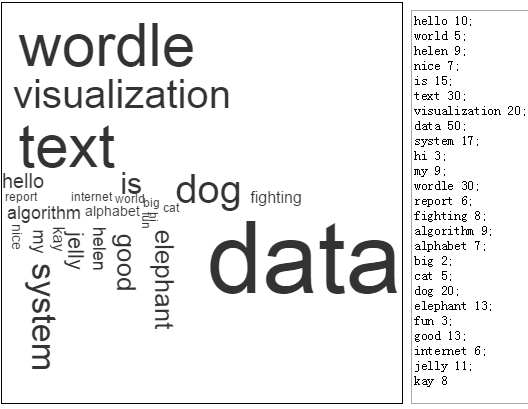 wordle
visualization
text
hello
is
dog
fighting
report
internet
world
big
cat
algorithm
alphabet
hi
fun
nice
my
kay
jelly
helen
good
elephant
system
data
hello 10;
world 5;
helen 9;
nice 7;
is 15;
text 30;
visualization 20;
data 50;
system 17;
hi 3;
my 9;
wordle 30;
report 6;
fighting 8;
algorithm 9;
alphabet 7;
big 2;
cat 5;
dog 20;
elephant 13;
fun 3;
good 13;
internet 6;
jelly 11;
kay 8